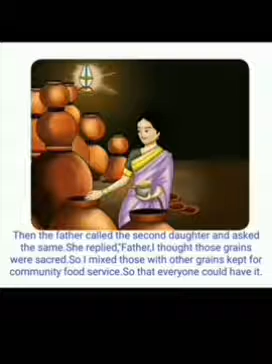 Then the father called the second daughter and asked
the same.She replied,"Father,I thought those grains
were sacred.So I mixed those with other grains kept for
community food service.So that everyone could have it.